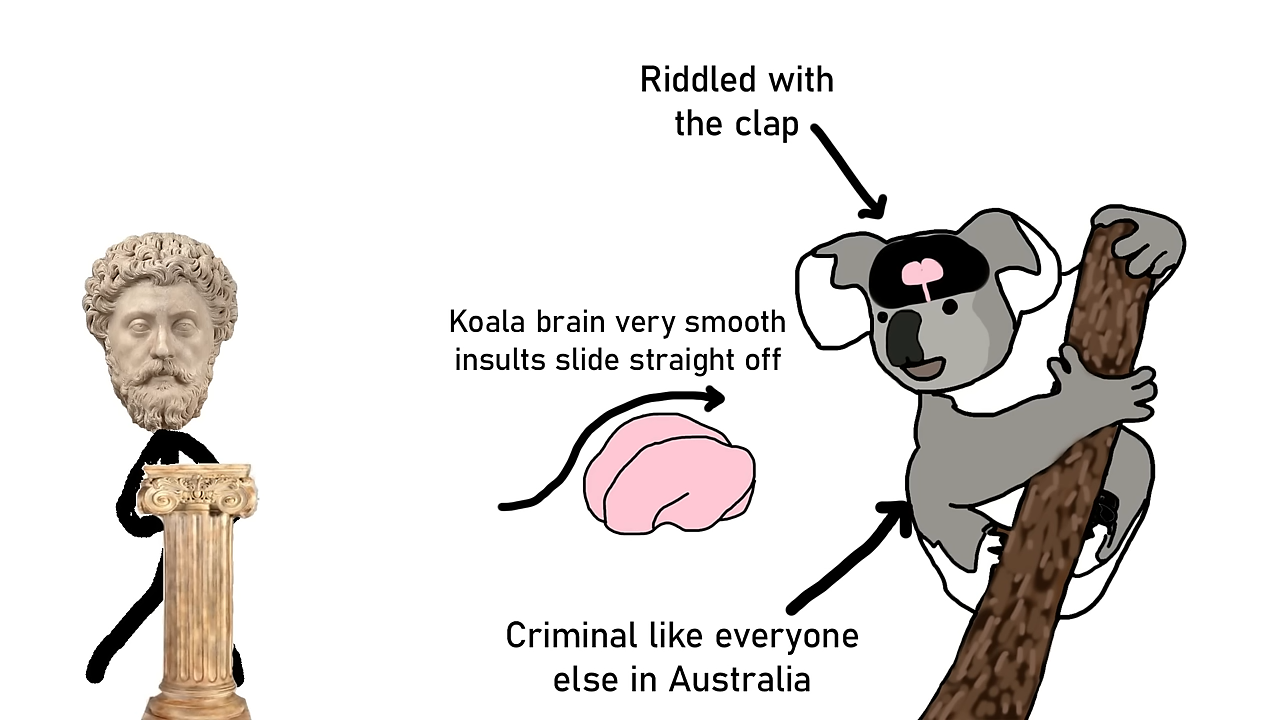 Riddled with
the clap
Koala brain very smooth
insults slide straight off
Criminal like everyone
else in Australia